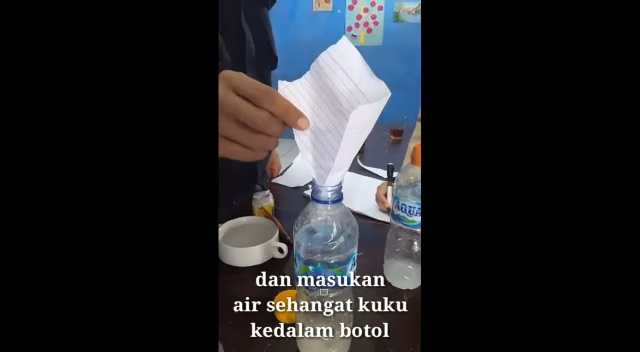 AQUA
dan masukan
air sehangat kuku
kedalam botol